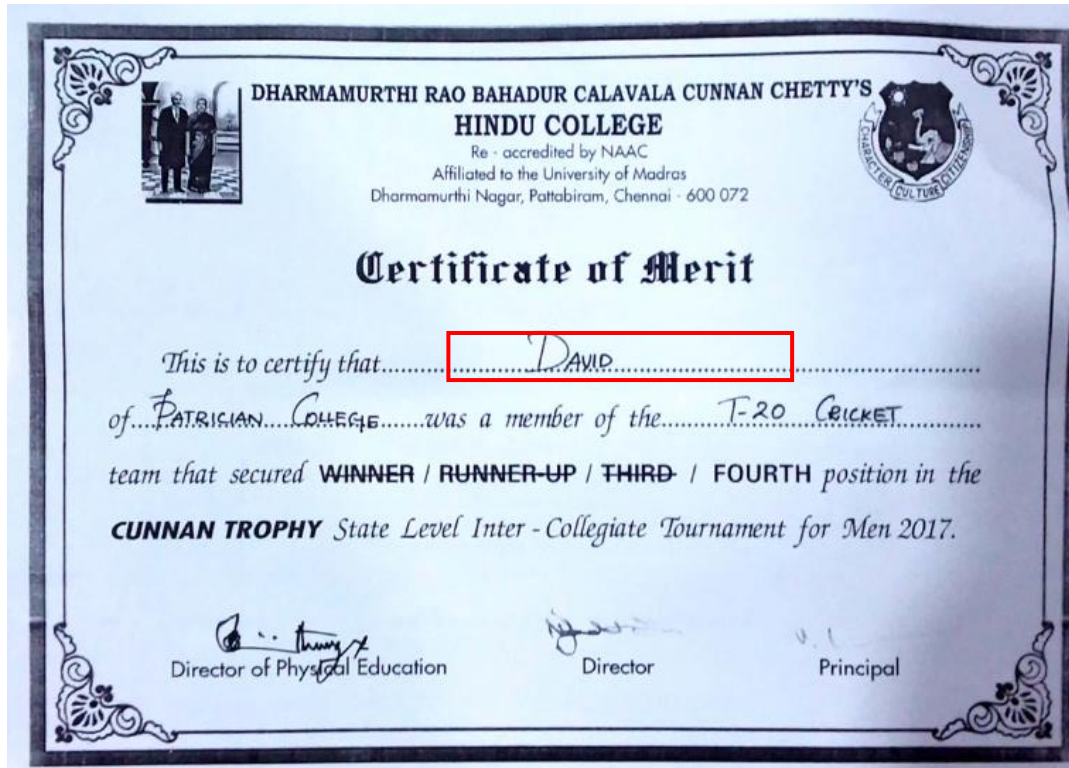 DHARMAMURTHI RAO BAHADUR CALAVALA CUNNAN CHETTY'S
HINDU COLLEGE
Re - accredited by NAAC
Affiliated to the University of Madras
Dharmamurthi Nagar, Pattabiram, Chennai - 600 072
CHARACTER CULTURE CITIZENSHIP
Certificate of Merit
This is to certify that DAVID
of PATRICIAN COLLEGE was a member of the T-20 CRICKET
team that secured WINNER / RUNNER-UP / THIRD / FOURTH position in the
CUNNAN TROPHY State Level Inter - Collegiate Tournament for Men 2017.
Director of Physical Education Director Principal